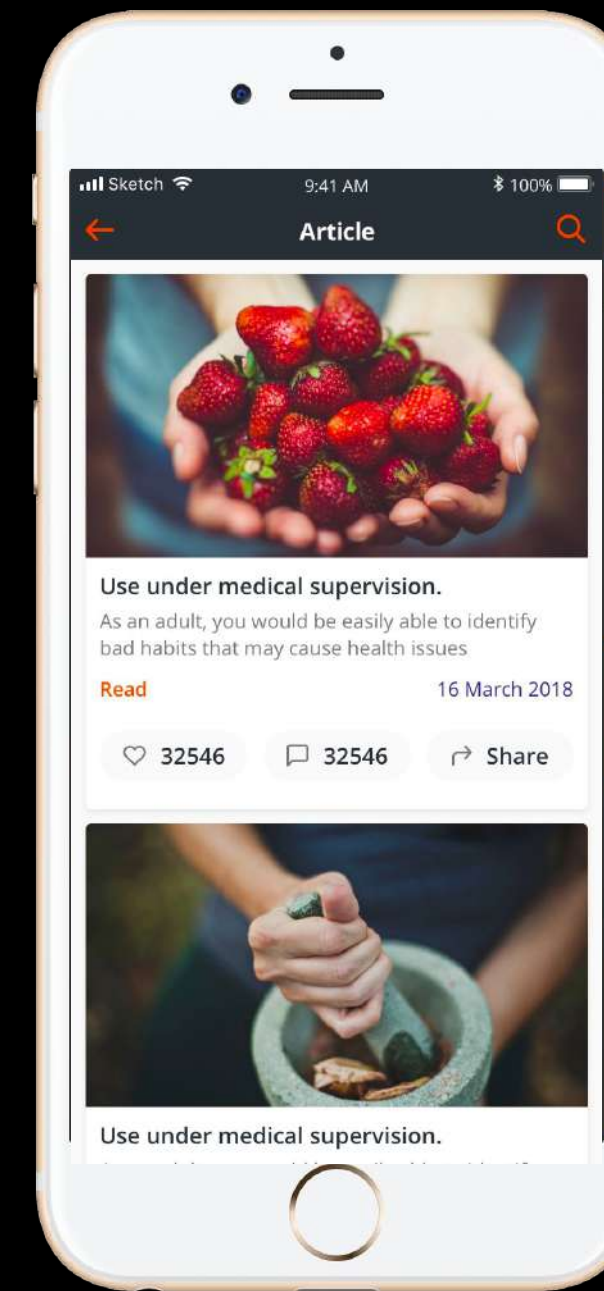 Sketch 9:41 AM 100%
Article
Use under medical supervision.
As an adult, you would be easily able to identify
bad habits that may cause health issues
Read 16 March 2018
32546 32546 Share
Use under medical supervision.